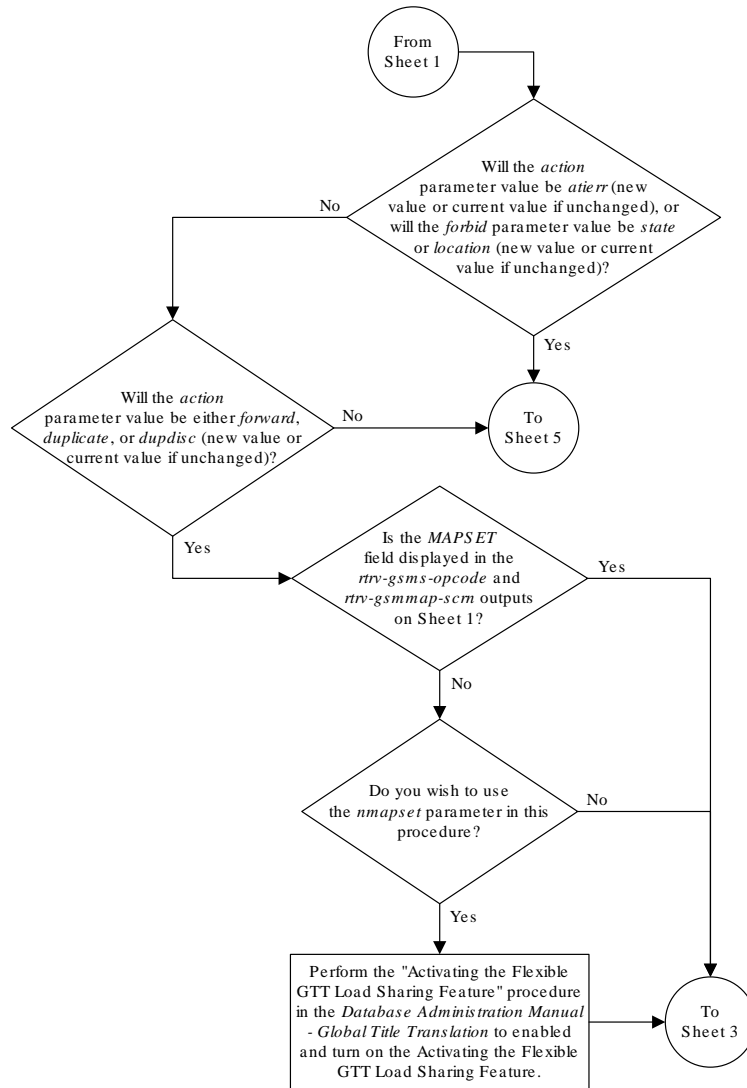 From
Sheet 1
Will the action
parameter value be atierr (new
value or current value if unchanged), or
will the forbid parameter value be state
or location (new value or current
value if unchanged)?
No
Yes
Will the action
parameter value be either forward,
duplicate, or dupdisc (new value or
current value if unchanged)?
No
To
Sheet 5
Yes
Is the MAPSET
field displayed in the
rtrv-gsms-opcode and
rtrv-gsmmap-scrn outputs
on Sheet 1?
Yes
No
Do you wish to use
the nmapset parameter in this
procedure?
No
Yes
Perform the "Activating the Flexible
GTT Load Sharing Feature" procedure
in the Database Administration Manual
- Global Title Translation to enabled
and turn on the Activating the Flexible
GTT Load Sharing Feature.
To
Sheet 3